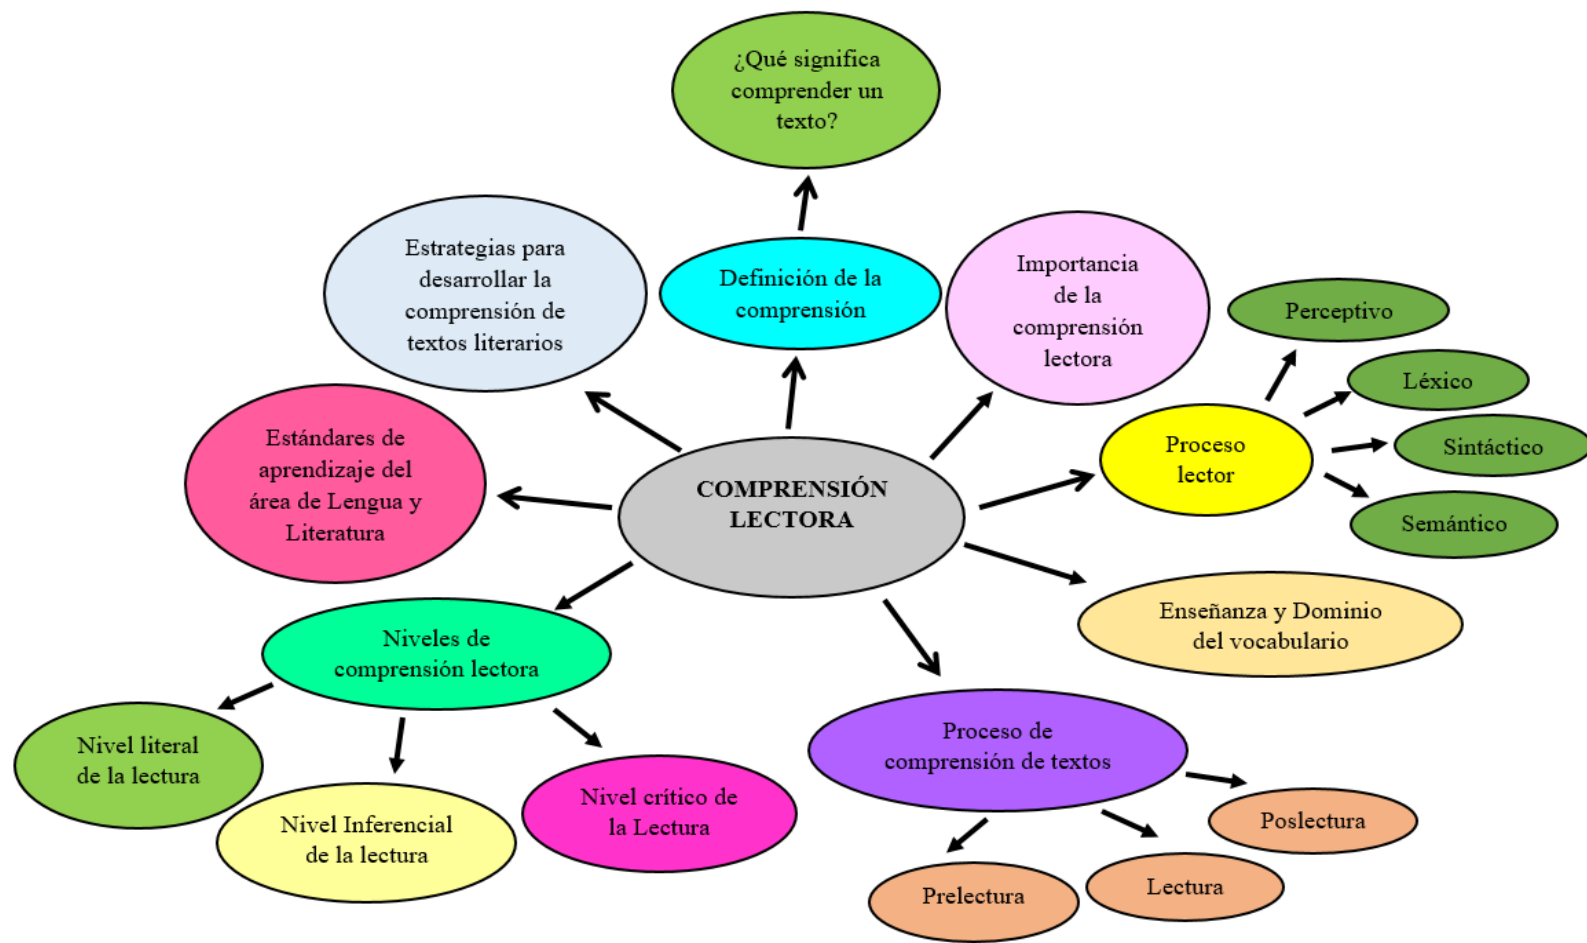 ¿Qué significa
comprender un
texto?
Estrategias para
desarrollar la
comprensión de
textos literarios
Definición de la
comprensión
Importancia
de la
comprensión
lectora
Perceptivo
Léxico
Sintáctico
Semántico
Proceso
lector
Estándares de
aprendizaje del
área de Lengua y
Literatura
COMPRENSIÓN
LECTORA
Enseñanza y Dominio
del vocabulario
Niveles de
comprensión lectora
Nivel literal
de la lectura
Nivel Inferencial
de la lectura
Nivel crítico de
la Lectura
Proceso de
comprensión de textos
Poslectura
Lectura
Prelectura